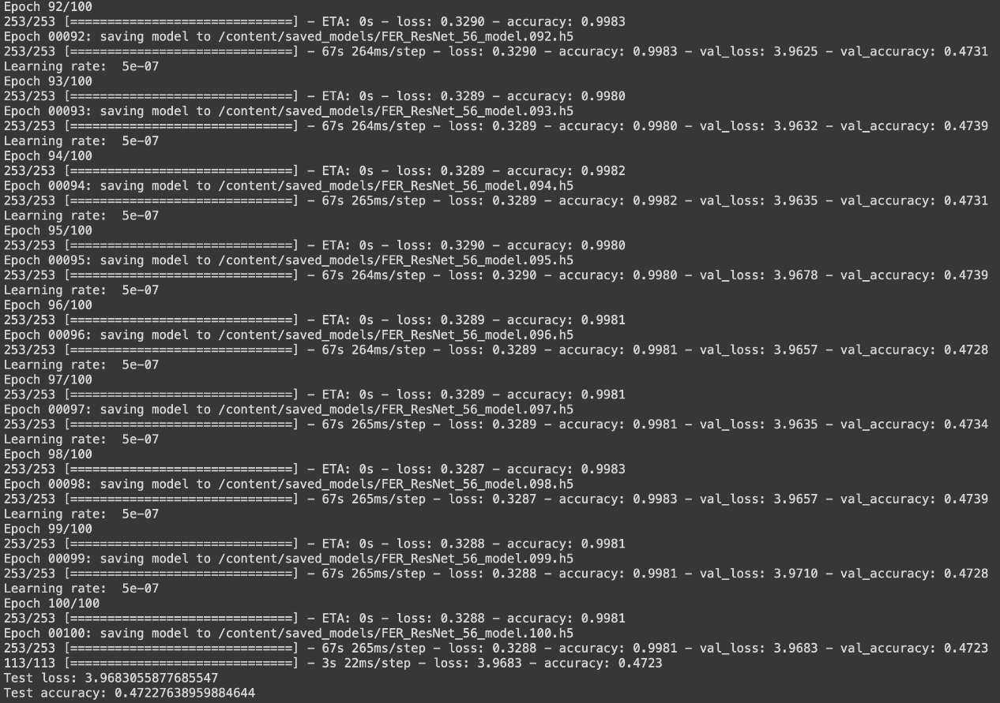 Epoch 92/100
253/253 [==============================] - ETA: 0s - loss: 0.3290 - accuracy: 0.9983
Epoch 00092: saving model to /content/saved_models/FER_ResNet_56_model.092.h5
253/253 [==============================] - 67s 264ms/step - loss: 0.3290 - accuracy: 0.9983 - val_loss: 3.9625 - val_accuracy: 0.4731
Learning rate:  5e-07
Epoch 93/100
253/253 [==============================] - ETA: 0s - loss: 0.3289 - accuracy: 0.9980
Epoch 00093: saving model to /content/saved_models/FER_ResNet_56_model.093.h5
253/253 [==============================] - 67s 264ms/step - loss: 0.3289 - accuracy: 0.9980 - val_loss: 3.9632 - val_accuracy: 0.4739
Learning rate:  5e-07
Epoch 94/100
253/253 [==============================] - ETA: 0s - loss: 0.3289 - accuracy: 0.9982
Epoch 00094: saving model to /content/saved_models/FER_ResNet_56_model.094.h5
253/253 [==============================] - 67s 265ms/step - loss: 0.3289 - accuracy: 0.9982 - val_loss: 3.9635 - val_accuracy: 0.4731
Learning rate:  5e-07
Epoch 95/100
253/253 [==============================] - ETA: 0s - loss: 0.3290 - accuracy: 0.9980
Epoch 00095: saving model to /content/saved_models/FER_ResNet_56_model.095.h5
253/253 [==============================] - 67s 264ms/step - loss: 0.3290 - accuracy: 0.9980 - val_loss: 3.9678 - val_accuracy: 0.4739
Learning rate:  5e-07
Epoch 96/100
253/253 [==============================] - ETA: 0s - loss: 0.3289 - accuracy: 0.9981
Epoch 00096: saving model to /content/saved_models/FER_ResNet_56_model.096.h5
253/253 [==============================] - 67s 264ms/step - loss: 0.3289 - accuracy: 0.9981 - val_loss: 3.9657 - val_accuracy: 0.4728
Learning rate:  5e-07
Epoch 97/100
253/253 [==============================] - ETA: 0s - loss: 0.3289 - accuracy: 0.9981
Epoch 00097: saving model to /content/saved_models/FER_ResNet_56_model.097.h5
253/253 [==============================] - 67s 265ms/step - loss: 0.3289 - accuracy: 0.9981 - val_loss: 3.9635 - val_accuracy: 0.4734
Learning rate:  5e-07
Epoch 98/100
253/253 [==============================] - ETA: 0s - loss: 0.3287 - accuracy: 0.9983
Epoch 00098: saving model to /content/saved_models/FER_ResNet_56_model.098.h5
253/253 [==============================] - 67s 265ms/step - loss: 0.3287 - accuracy: 0.9983 - val_loss: 3.9657 - val_accuracy: 0.4739
Learning rate:  5e-07
Epoch 99/100
253/253 [==============================] - ETA: 0s - loss: 0.3288 - accuracy: 0.9981
Epoch 00099: saving model to /content/saved_models/FER_ResNet_56_model.099.h5
253/253 [==============================] - 67s 265ms/step - loss: 0.3288 - accuracy: 0.9981 - val_loss: 3.9710 - val_accuracy: 0.4728
Learning rate:  5e-07
Epoch 100/100
253/253 [==============================] - ETA: 0s - loss: 0.3288 - accuracy: 0.9981
Epoch 00100: saving model to /content/saved_models/FER_ResNet_56_model.100.h5
253/253 [==============================] - 67s 265ms/step - loss: 0.3288 - accuracy: 0.9981 - val_loss: 3.9683 - val_accuracy: 0.4723
113/113 [==============================] - 3s 22ms/step - loss: 3.9683 - accuracy: 0.4723
Test loss: 3.9683055877685547
Test accuracy: 0.47227638959884644